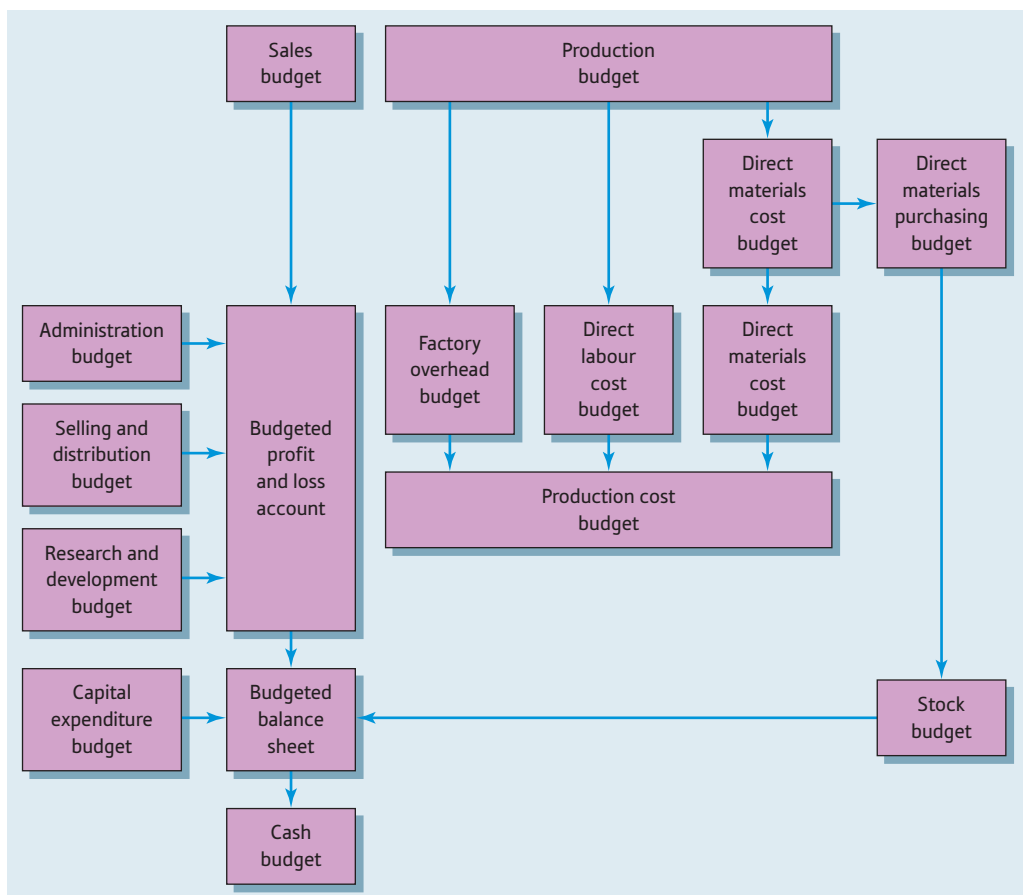 Sales
budget
Production
budget
Direct
materials
cost
budget
Direct
materials
purchasing
budget
Administration
budget
Selling and
distribution
budget
Research and
development
budget
Budgeted
profit
and loss
account
Factory
overhead
budget
Direct
labour
cost
budget
Direct
materials
cost
budget
Production cost
budget
Capital
expenditure
budget
Budgeted
balance
sheet
Stock
budget
Cash
budget